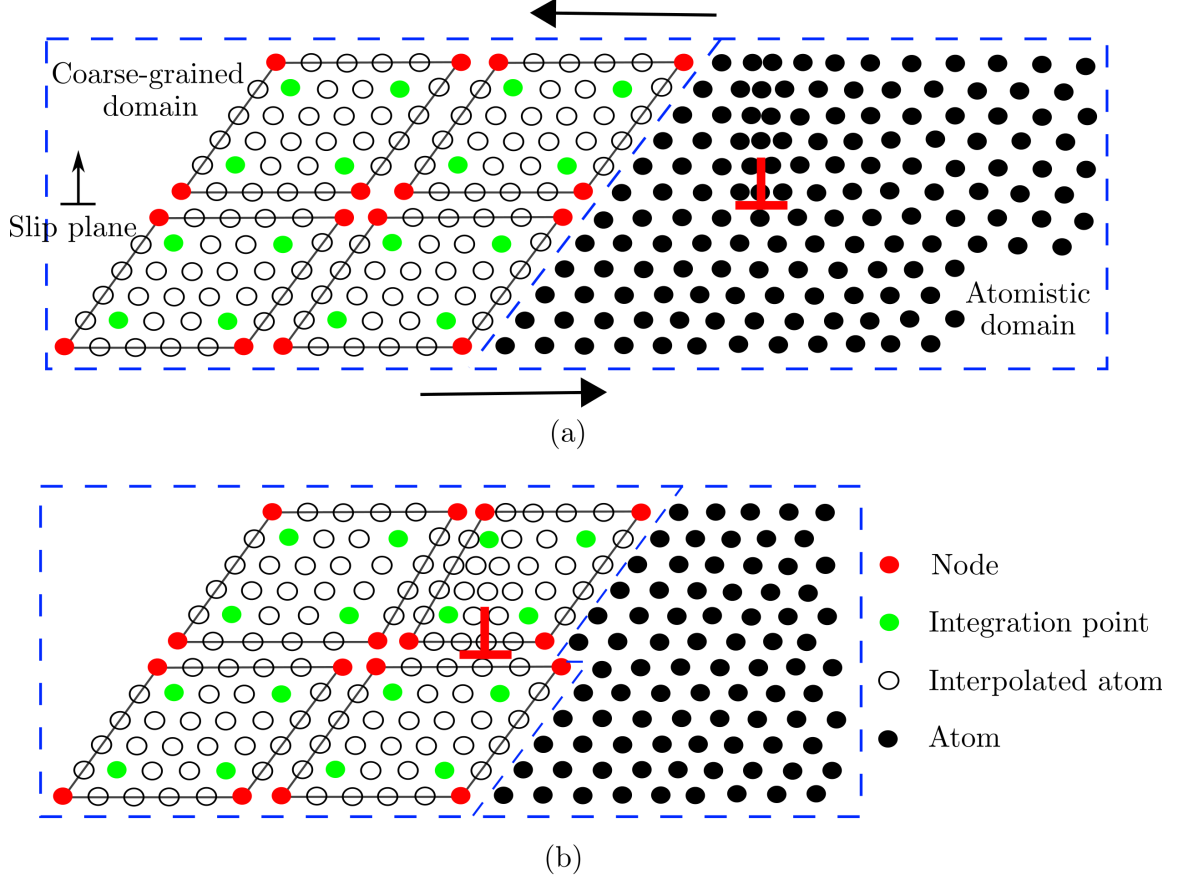 Coarse-grained
domain
Slip plane
Atomistic
domain
(a)
Node
Integration point
Interpolated atom
Atom
(b)